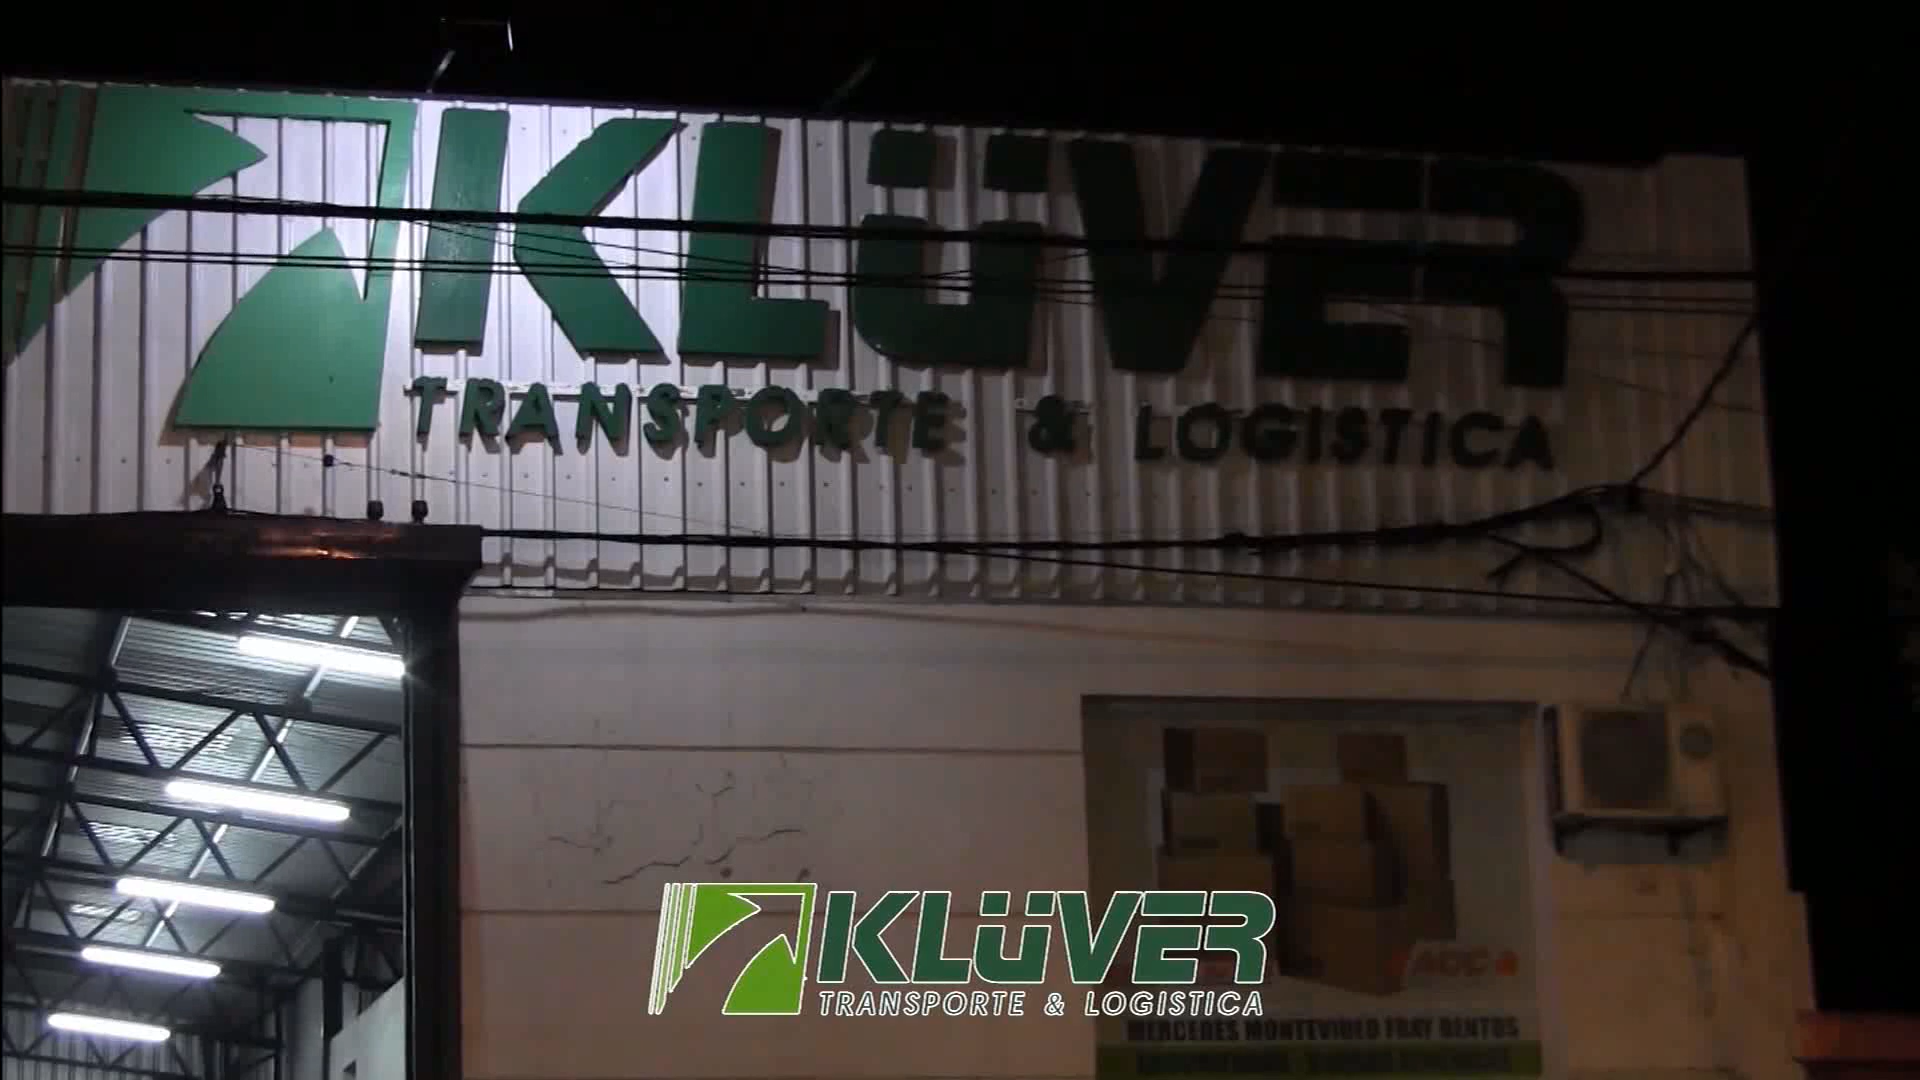 KLÜVER
TRANSPORTE & LOGISTICA
KLÜVER
TRANSPORTE & LOGISTICA
MERCEDES MONTEVIDEO FRAY BENTOS